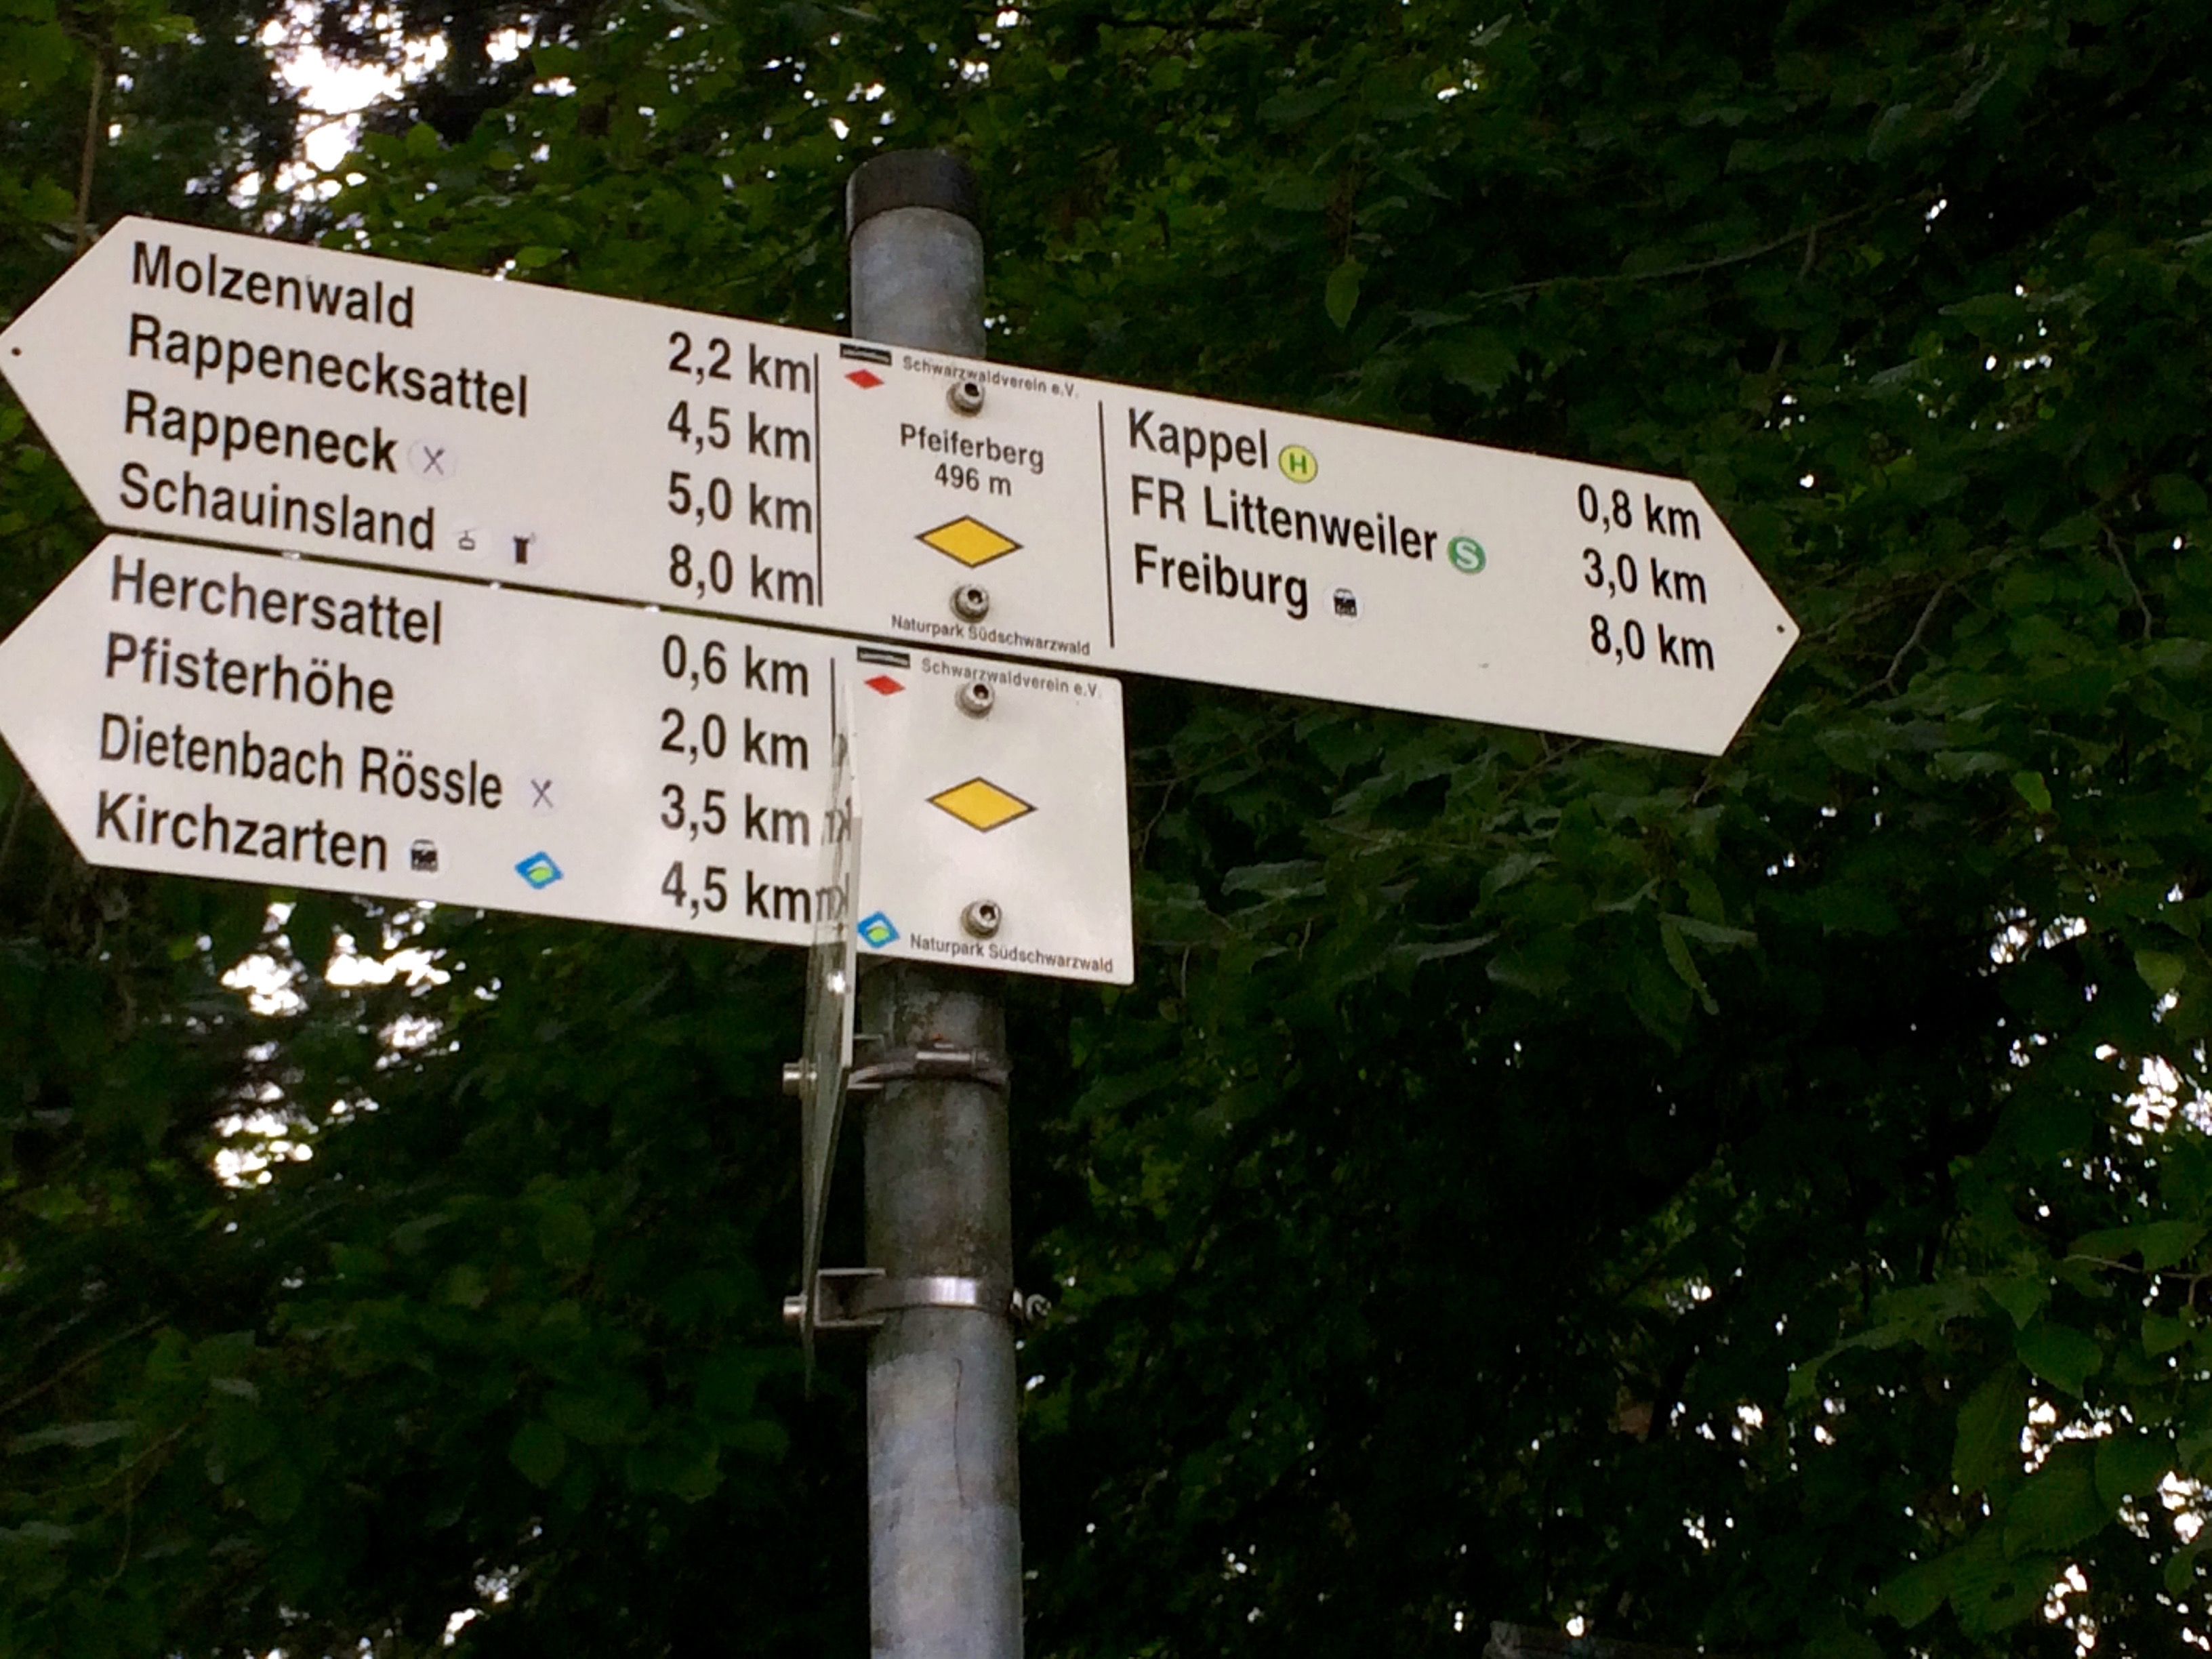 Molzenwald 2,2 km
Rappenecksattel 4,5 km
Rappeneck 5,0 km
Schauinsland 8,0 km
Schwarzwaldverein e.V.
Pfeiferberg
496 m
Naturpark Südschwarzwald
Kappel H 0,8 km
FR Littenweiler S 3,0 km
Freiburg 8,0 km
Herchersattel 0,6 km
Pfisterhöhe 2,0 km
Dietenbach Rössle 3,5 km
Kirchzarten 4,5 km
Schwarzwaldverein e.V.
Naturpark Südschwarzwald